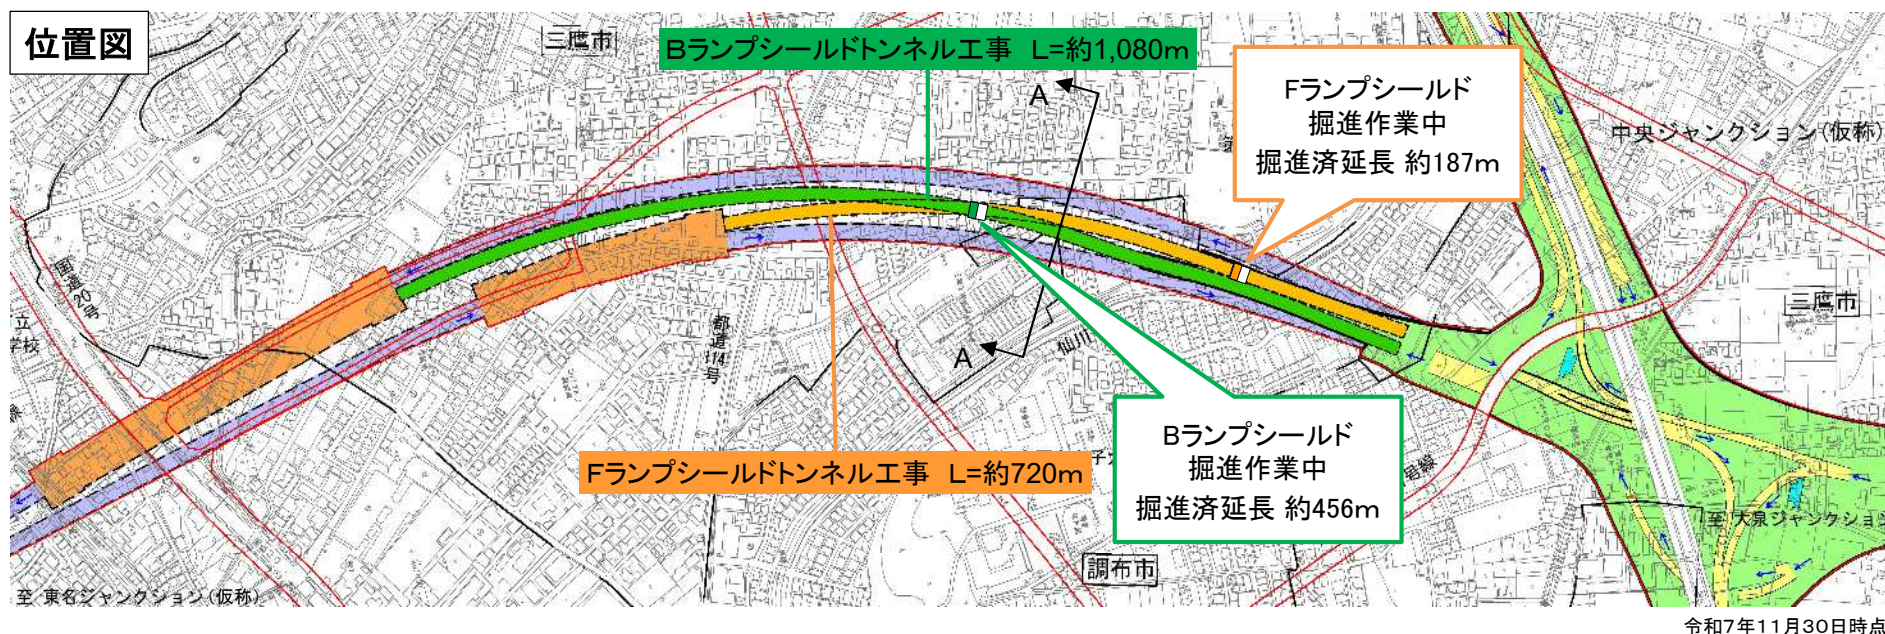 位置図
三鷹市
Bランプシールドトンネル工事 L=約1,080m
A
Fランプシールド
掘進作業中
掘進済延長 約187m
中央ジャンクション(仮称)
国道20号
三鷹市
都道114号
仙川
A
Bランプシールド
掘進作業中
掘進済延長 約456m
Fランプシールドトンネル工事 L=約720m
号線
至 大泉ジャンクション
調布市
至 東名ジャンクション(仮称)
令和7年11月30日時点